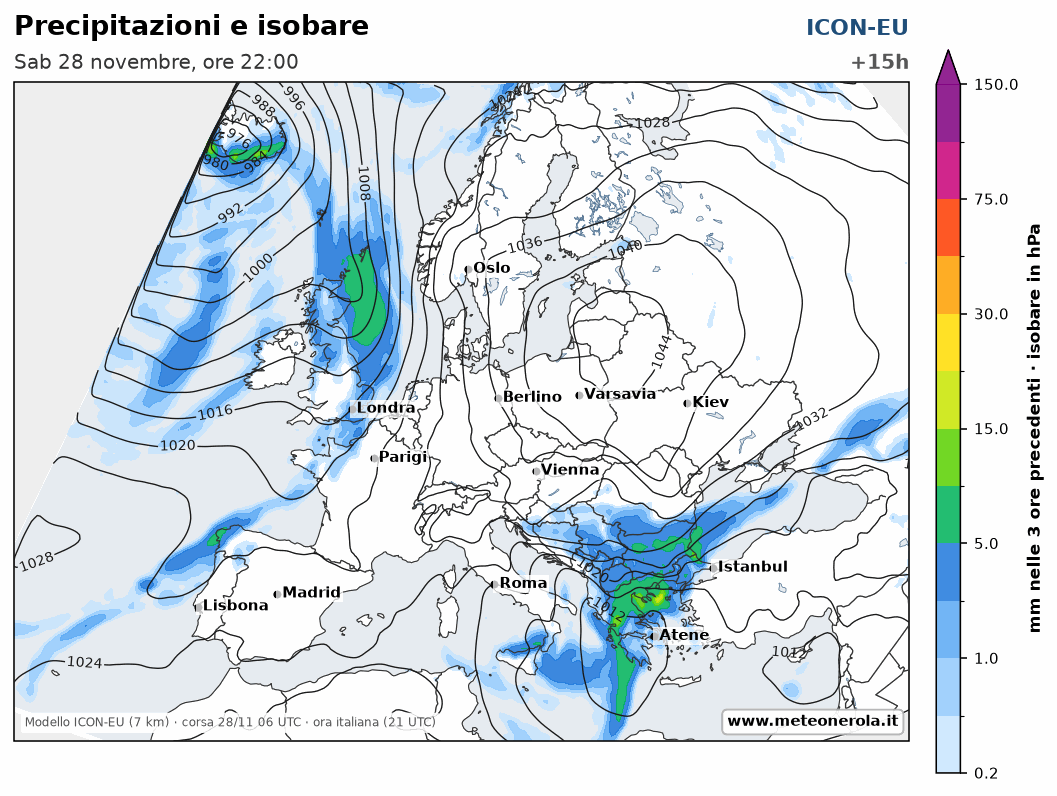 Precipitazioni e isobare
ICON-EU
Sab 28 novembre, ore 22:00
+15h
996
988
976
980
984
1008
992
1000
1028
1036
1040
1044
Oslo
1016
Londra
Berlino
Varsavia
Kiev
1032
1020
Parigi
Vienna
1028
Istanbul
Roma
Madrid
Lisbona
1012
Atene
1024
1012
Modello ICON-EU (7 km) · corsa 28/11 06 UTC · ora italiana (21 UTC)
www.meteonerola.it
150.0
75.0
30.0
15.0
5.0
1.0
0.2
mm nelle 3 ore precedenti · isobare in hPa